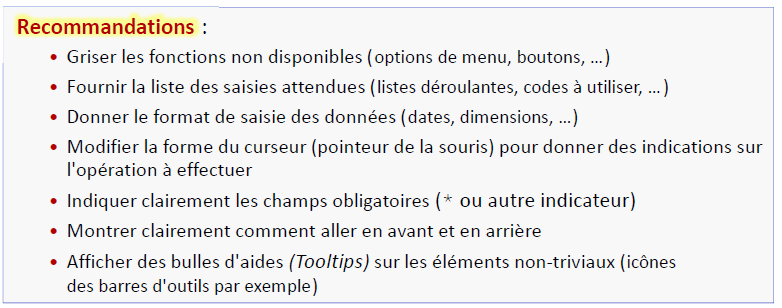 Recommandations :
• Griser les fonctions non disponibles (options de menu, boutons, …)
• Fournir la liste des saisies attendues (listes déroulantes, codes à utiliser, …)
• Donner le format de saisie des données (dates, dimensions, …)
• Modifier la forme du curseur (pointeur de la souris) pour donner des indications sur
l'opération à effectuer
• Indiquer clairement les champs obligatoires (* ou autre indicateur)
• Montrer clairement comment aller en avant et en arrière
• Afficher des bulles d'aides (Tooltips) sur les éléments non-triviaux (icônes
des barres d'outils par exemple)